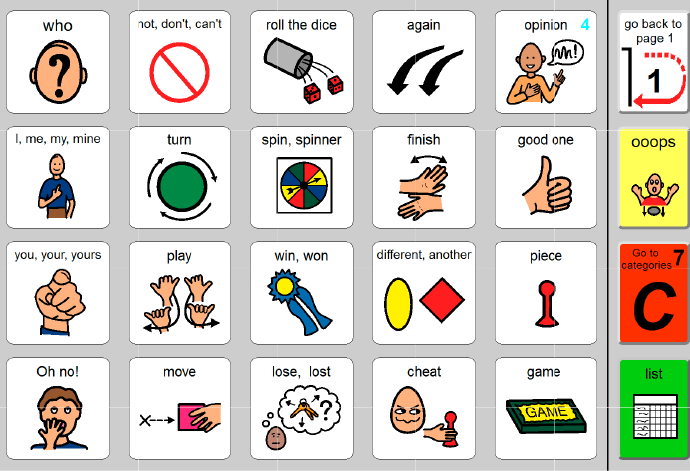 who
not, don't, can't
roll the dice
again
opinion 4
go back to
page 1
1
I, me, my, mine
turn
spin, spinner
finish
good one
ooops
you, your, yours
play
win, won
different, another
piece
Go to
categories 7
C
Oh no!
move
lose, lost
cheat
game
list
?
X
?
GAME